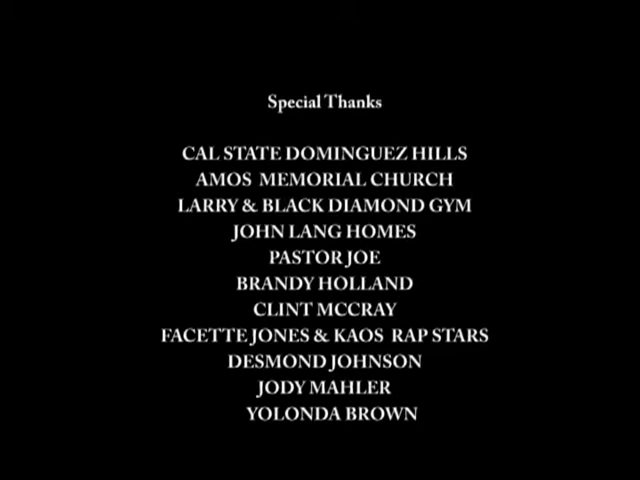 Special Thanks
CAL STATE DOMINGUEZ HILLS
AMOS MEMORIAL CHURCH
LARRY & BLACK DIAMOND GYM
JOHN LANG HOMES
PASTOR JOE
BRANDY HOLLAND
CLINT MCCRAY
FACETTE JONES & KAOS RAP STARS
DESMOND JOHNSON
JODY MAHLER
YOLONDA BROWN